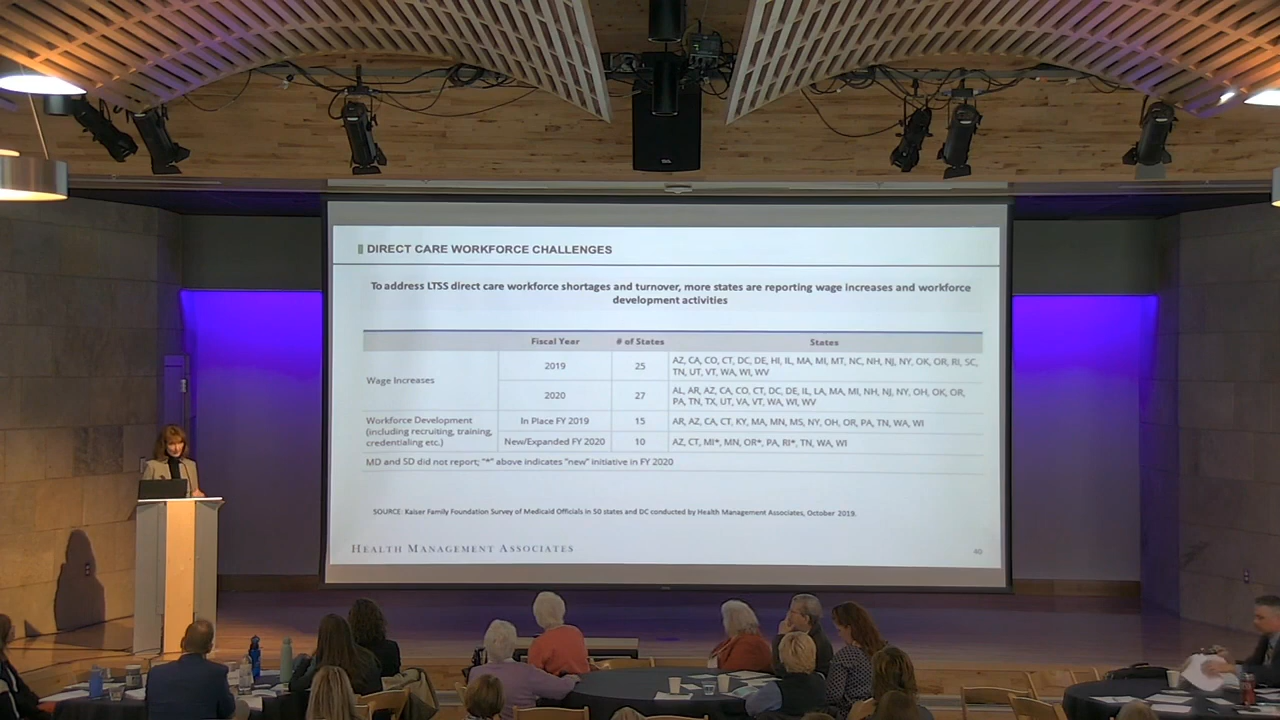 DIRECT CARE WORKFORCE CHALLENGES
To address LTSS direct care workforce shortages and turnover, more states are reporting wage increases and workforce
development activities
Fiscal Year # of States States
Wage Increases
2019 25 AZ, CA, CO, CT, DC, DE, HI, IL, MA, MI, MT, NC, NH, NJ, NY, OK, OR, RI, SC,
TN, UT, VT, WA, WI, WV
2020 27 AL, AR, AZ, CA, CO, CT, DC, DE, IL, LA, MA, MI, NH, NJ, NY, OH, OK, OR,
PA, TN, TX, UT, VA, VT, WA, WI, WV
Workforce Development
(including recruiting, training,
credentialing etc.)
In Place FY 2019 15 AR, AZ, CA, CT, KY, MA, MN, MS, NY, OH, OR, PA, TN, WA, WI
New/Expanded FY 2020 10 AZ, CT, MI*, MN, OR*, PA, RI*, TN, WA, WI
MD and SD did not report; "*" above indicates "new" initiative in FY 2020
SOURCE: Kaiser Family Foundation Survey of Medicaid Officials in 50 states and DC conducted by Health Management Associates, October 2019.
HEALTH MANAGEMENT ASSOCIATES
40